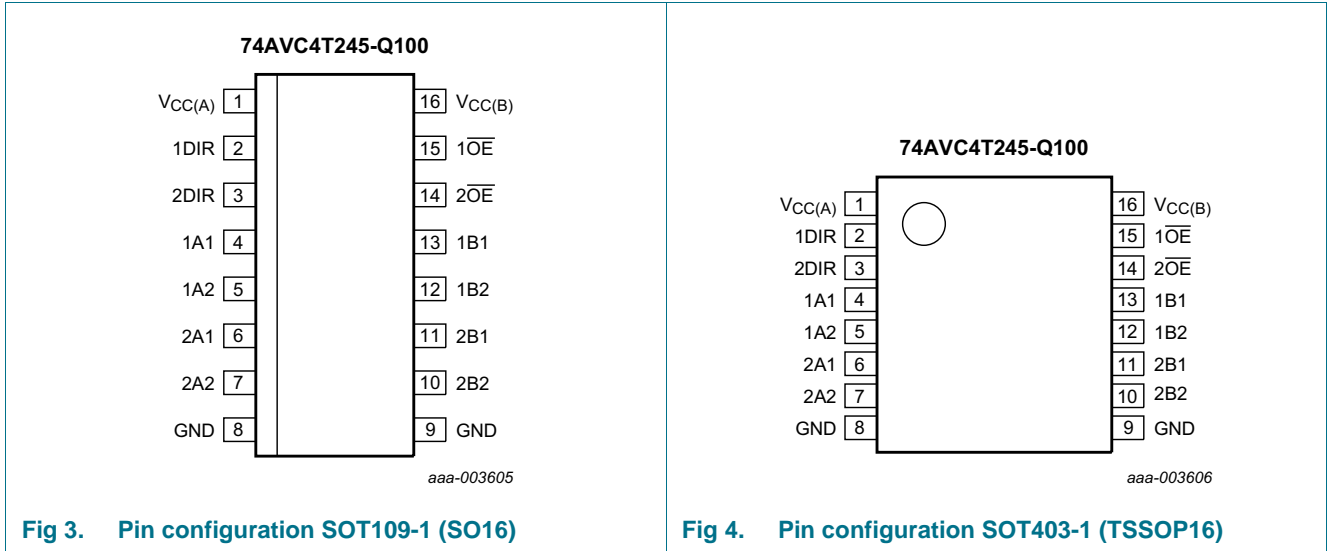 74AVC4T245-Q100
VCC(A) 1 16 VCC(B)
1DIR 2 15 1O̅E̅
2DIR 3 14 2O̅E̅
1A1 4 13 1B1
1A2 5 12 1B2
2A1 6 11 2B1
2A2 7 10 2B2
GND 8 9 GND
aaa-003605
Fig 3. Pin configuration SOT109-1 (SO16)
74AVC4T245-Q100
VCC(A) 1 16 VCC(B)
1DIR 2 15 1O̅E̅
2DIR 3 14 2O̅E̅
1A1 4 13 1B1
1A2 5 12 1B2
2A1 6 11 2B1
2A2 7 10 2B2
GND 8 9 GND
aaa-003606
Fig 4. Pin configuration SOT403-1 (TSSOP16)